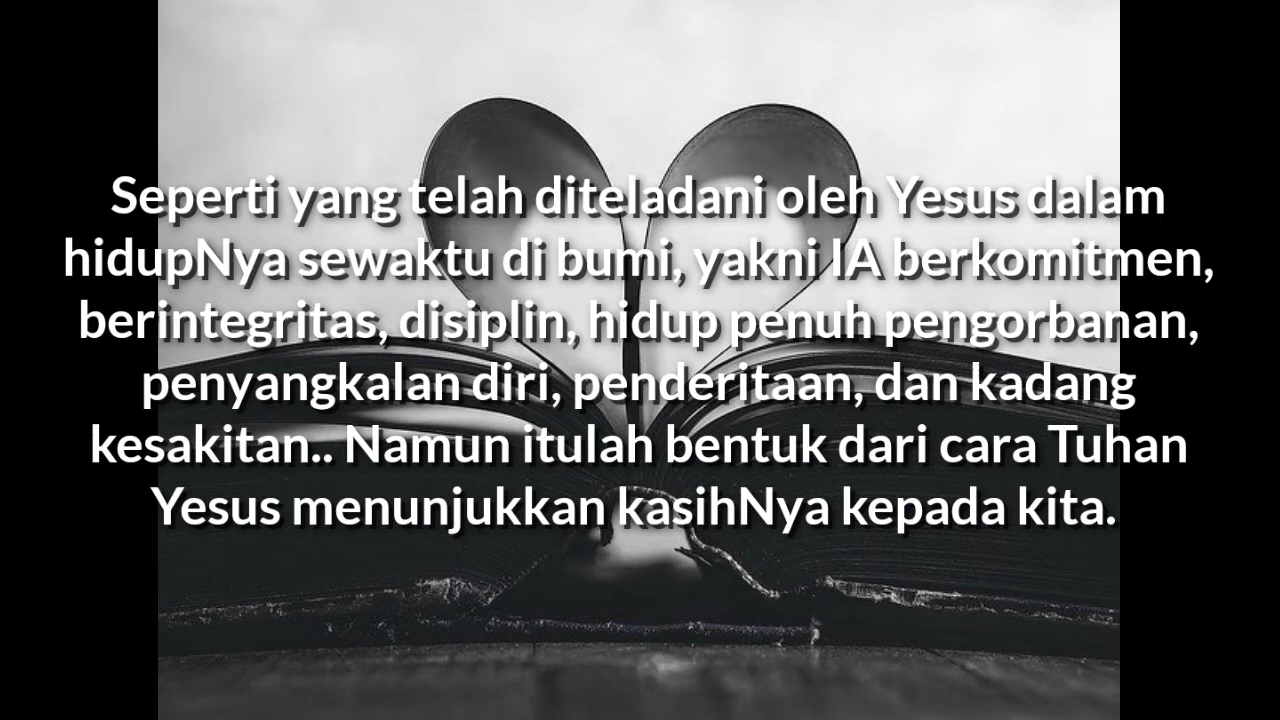 Seperti yang telah diteladani oleh Yesus dalam
hidupNya sewaktu di bumi, yakni IA berkomitmen,
berintegritas, disiplin, hidup penuh pengorbanan,
penyangkalan diri, penderitaan, dan kadang
kesakitan.. Namun itulah bentuk dari cara Tuhan
Yesus menunjukkan kasihNya kepada kita.